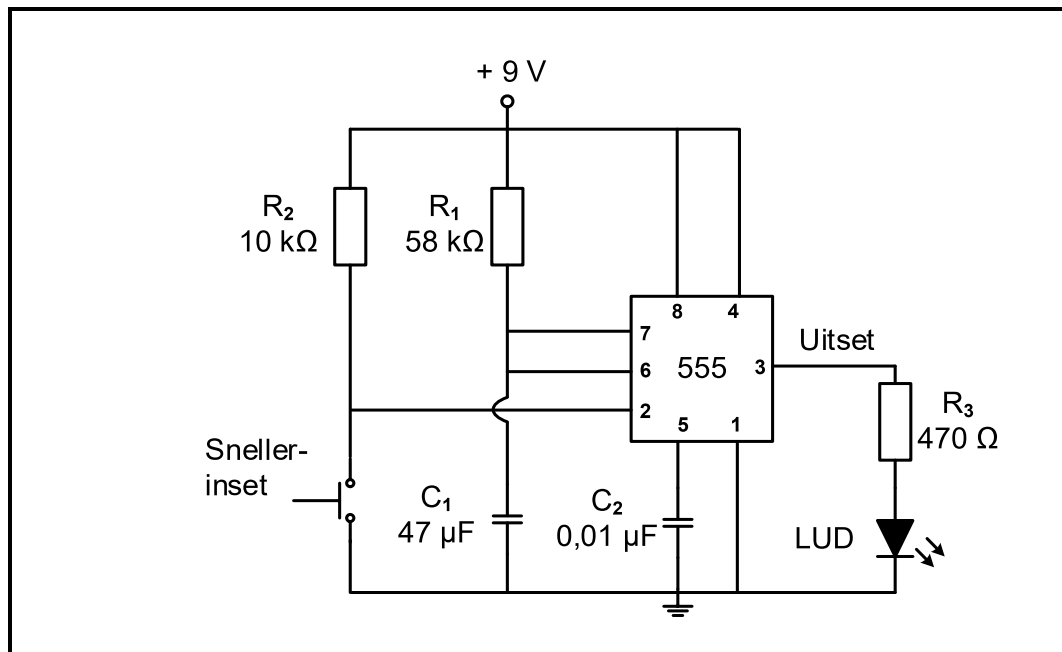 + 9 V
R₂
10 kΩ
R₁
58 kΩ
8
4
7
Uitset
6
555
3
2
5
1
R₃
470 Ω
Sneller-
inset
C₁
47 µF
C₂
0,01 µF
LUD